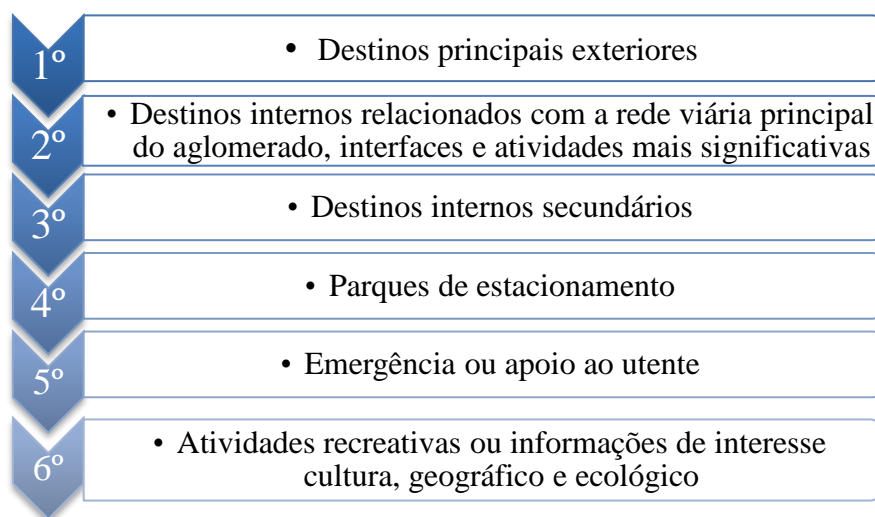 1º
• Destinos principais exteriores
2º
• Destinos internos relacionados com a rede viária principal
do aglomerado, interfaces e atividades mais significativas
3º
• Destinos internos secundários
4º
• Parques de estacionamento
5º
• Emergência ou apoio ao utente
6º
• Atividades recreativas ou informações de interesse
cultura, geográfico e ecológico